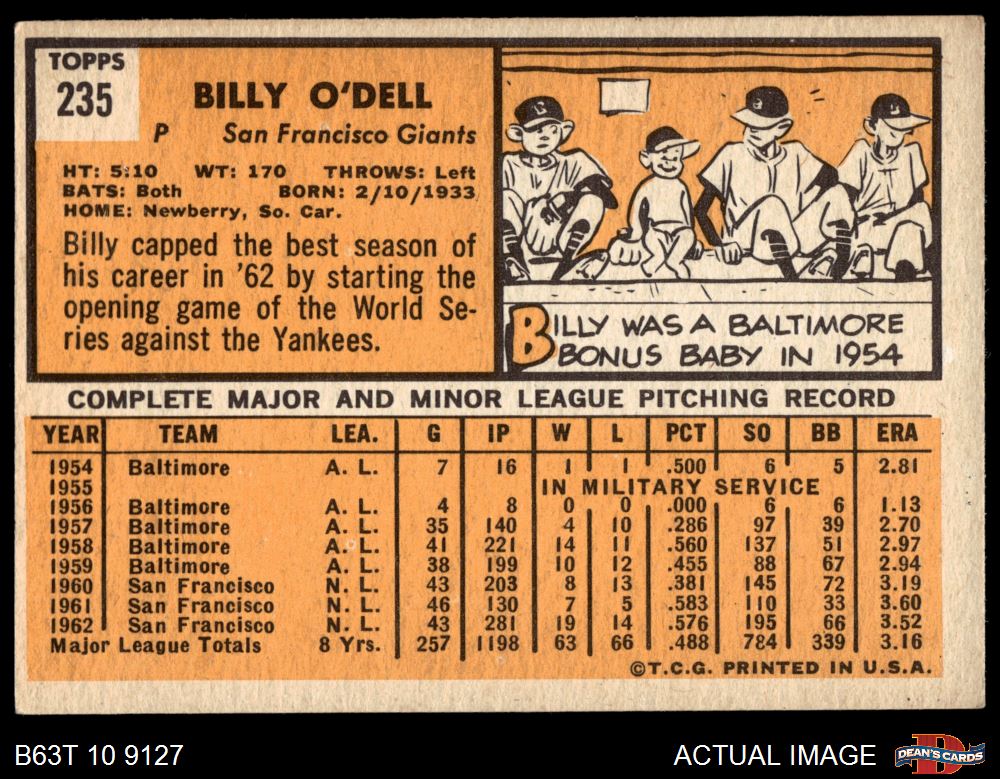 TOPPS
235
BILLY O'DELL
P San Francisco Giants
HT: 5:10 WT: 170 THROWS: Left
BATS: Both BORN: 2/10/1933
HOME: Newberry, So. Car.
Billy capped the best season of
his career in '62 by starting the
opening game of the World Se-
ries against the Yankees.
BILLY WAS A BALTIMORE
BONUS BABY IN 1954
COMPLETE MAJOR AND MINOR LEAGUE PITCHING RECORD
YEAR TEAM LEA. G IP W L PCT SO BB ERA
1954 Baltimore A. L. 7 16 1 1 .500 6 5 2.81
1955 IN MILITARY SERVICE
1956 Baltimore A. L. 4 8 0 0 .000 6 6 1.13
1957 Baltimore A. L. 35 140 4 10 .286 97 39 2.70
1958 Baltimore A. L. 41 221 14 11 .560 137 51 2.97
1959 Baltimore A. L. 38 199 10 12 .455 88 67 2.94
1960 San Francisco N. L. 43 203 8 13 .381 145 72 3.19
1961 San Francisco N. L. 46 130 7 5 .583 110 33 3.60
1962 San Francisco N. L. 43 281 19 14 .576 195 66 3.52
Major League Totals 8 Yrs. 257 1198 63 66 .488 784 339 3.16
©T.C.G. PRINTED IN U.S.A.
B63T 10 9127
ACTUAL IMAGE
DEAN'S CARDS